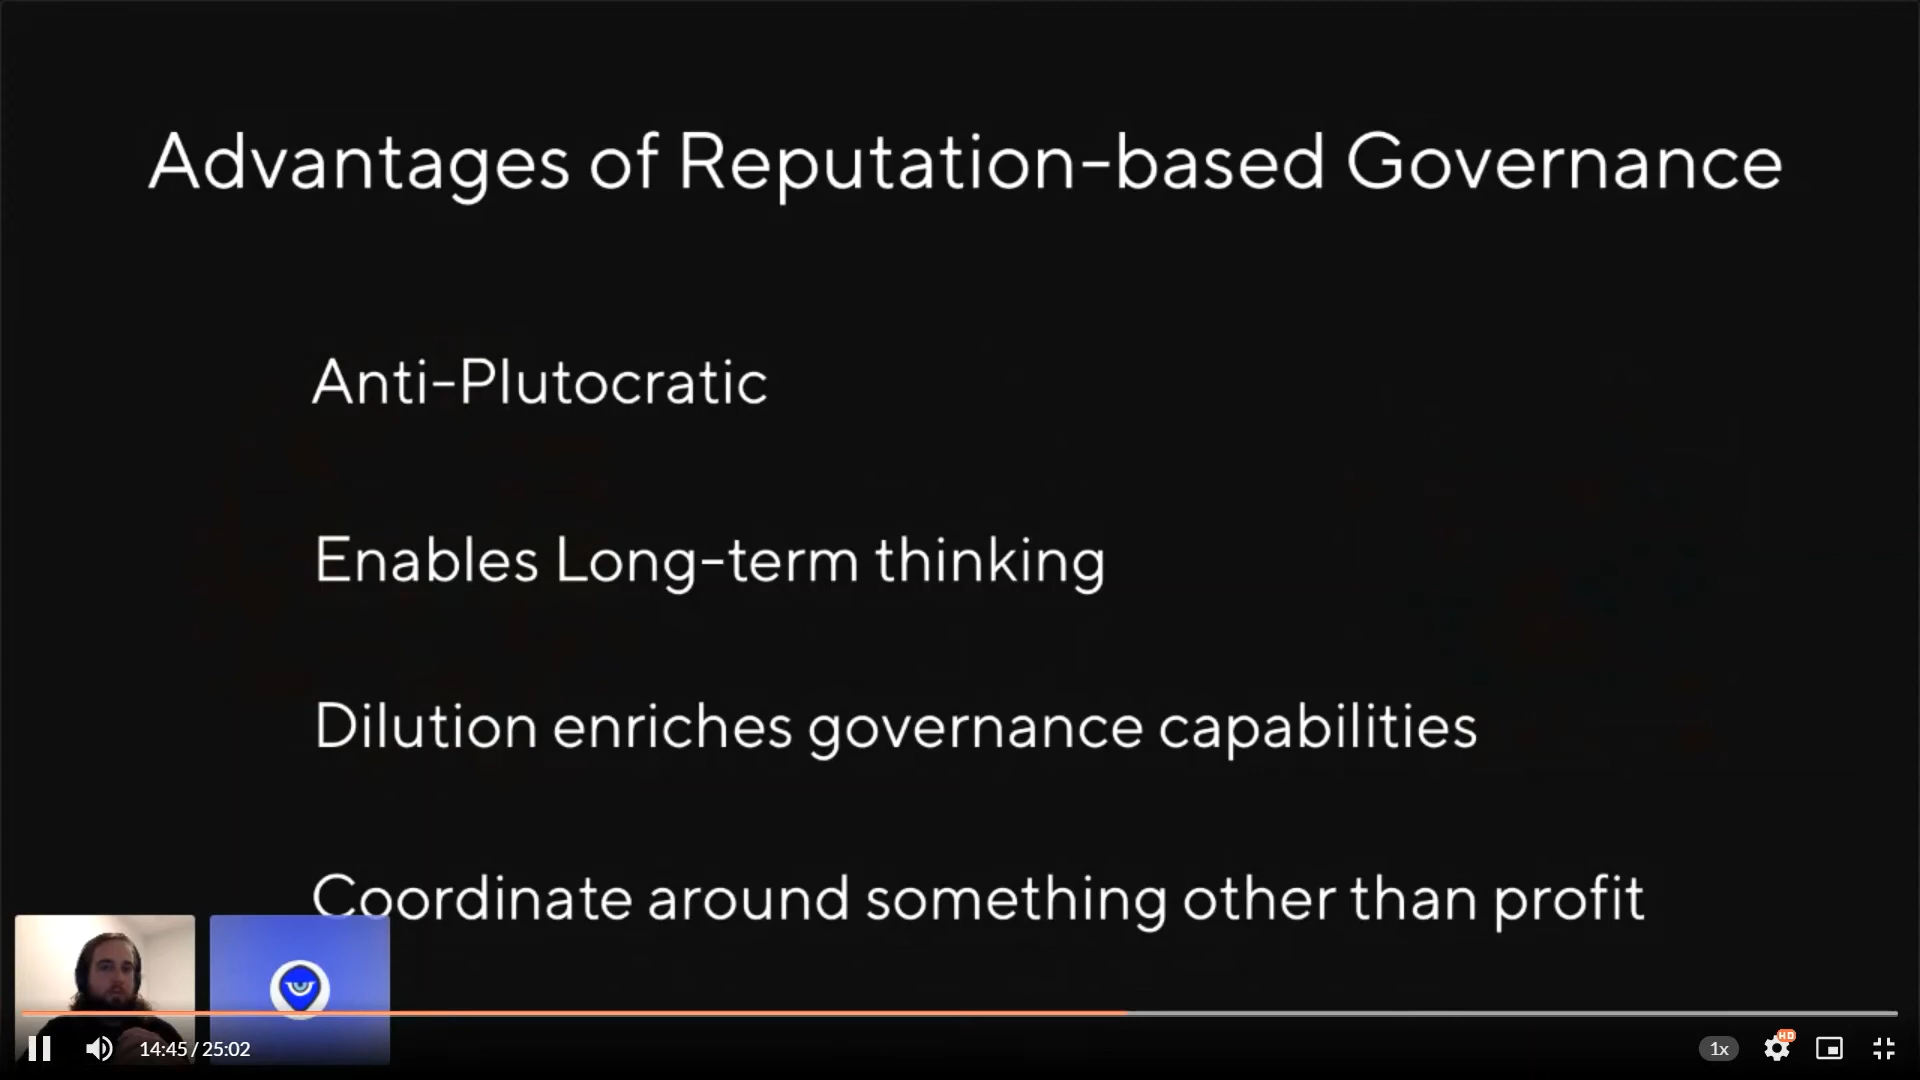 Advantages of Reputation-based Governance
Anti-Plutocratic
Enables Long-term thinking
Dilution enriches governance capabilities
Coordinate around something other than profit
14:45 / 25:02
1x
HD